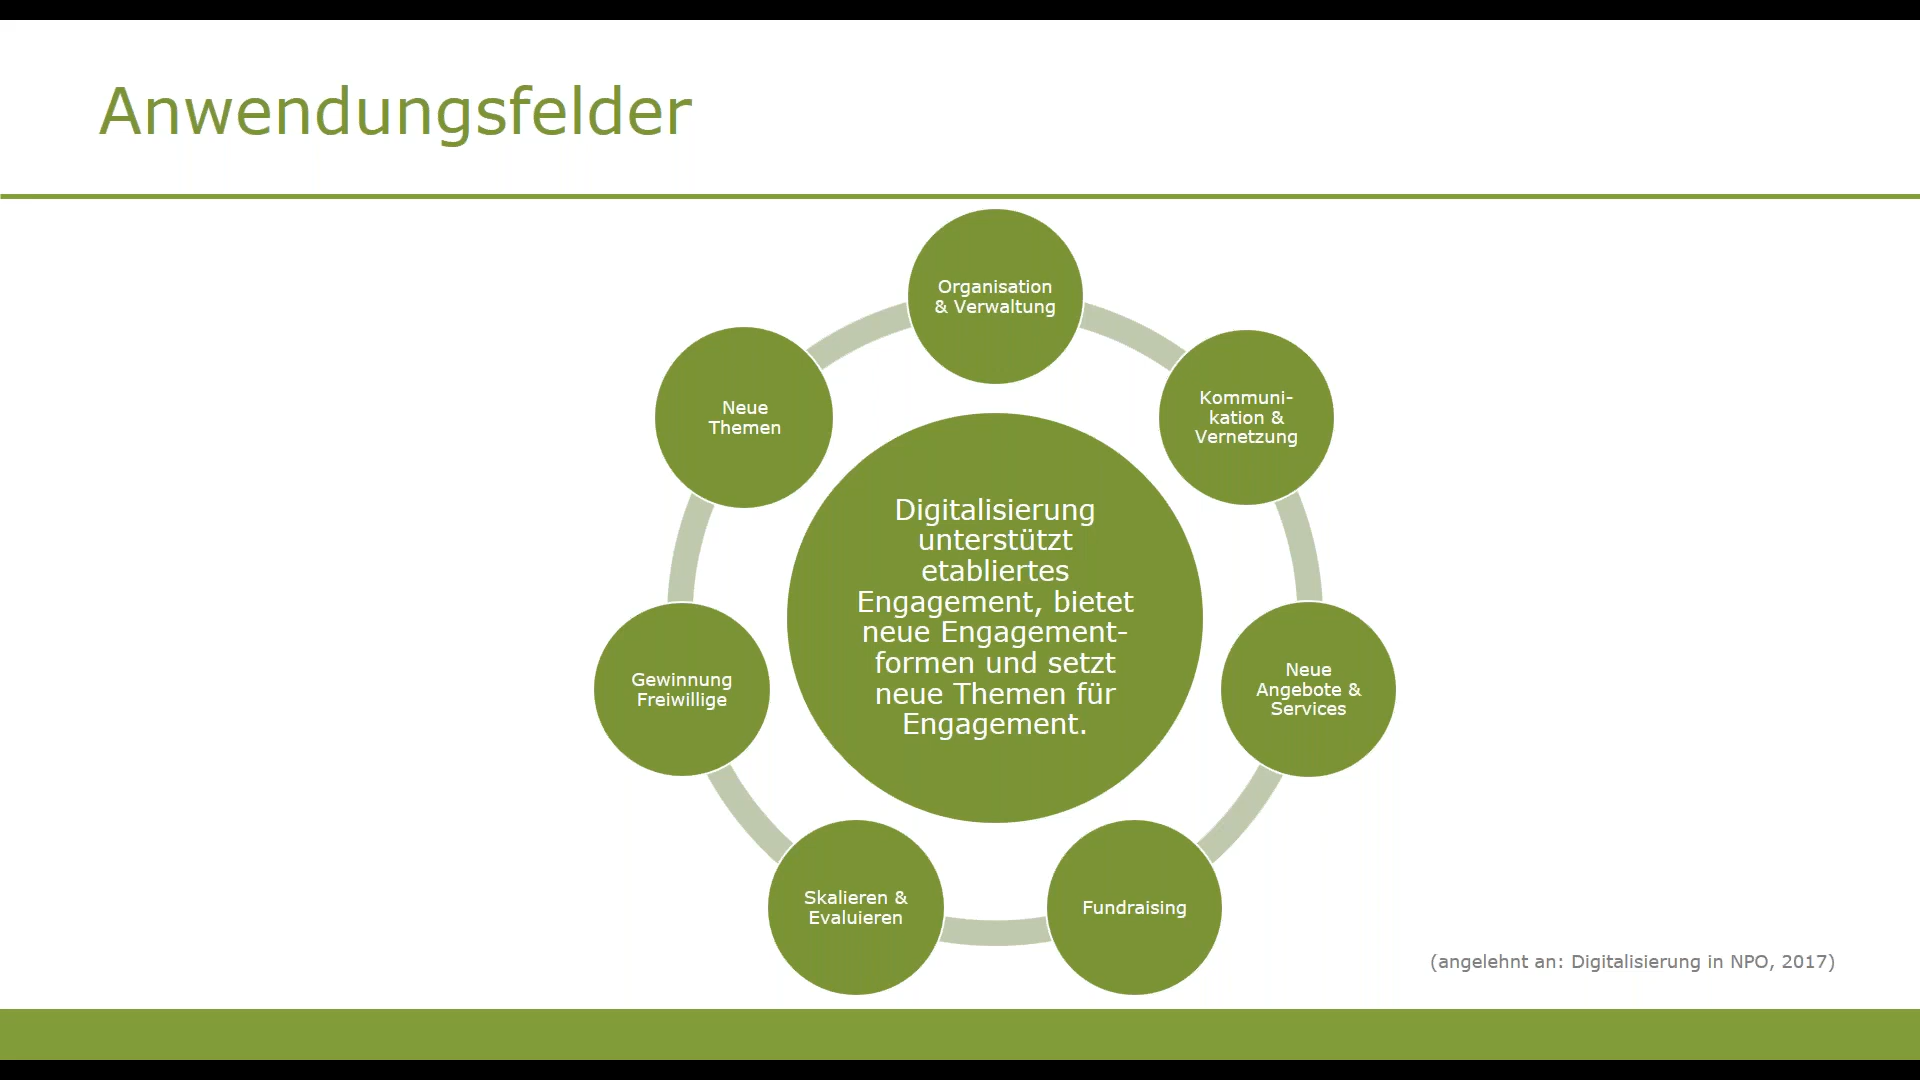 Anwendungsfelder
Organisation
& Verwaltung
Kommuni-
kation &
Vernetzung
Neue
Angebote &
Services
Fundraising
Skalieren &
Evaluieren
Gewinnung
Freiwillige
Neue
Themen
Digitalisierung
unterstützt
etabliertes
Engagement, bietet
neue Engagement-
formen und setzt
neue Themen für
Engagement.
(angelehnt an: Digitalisierung in NPO, 2017)